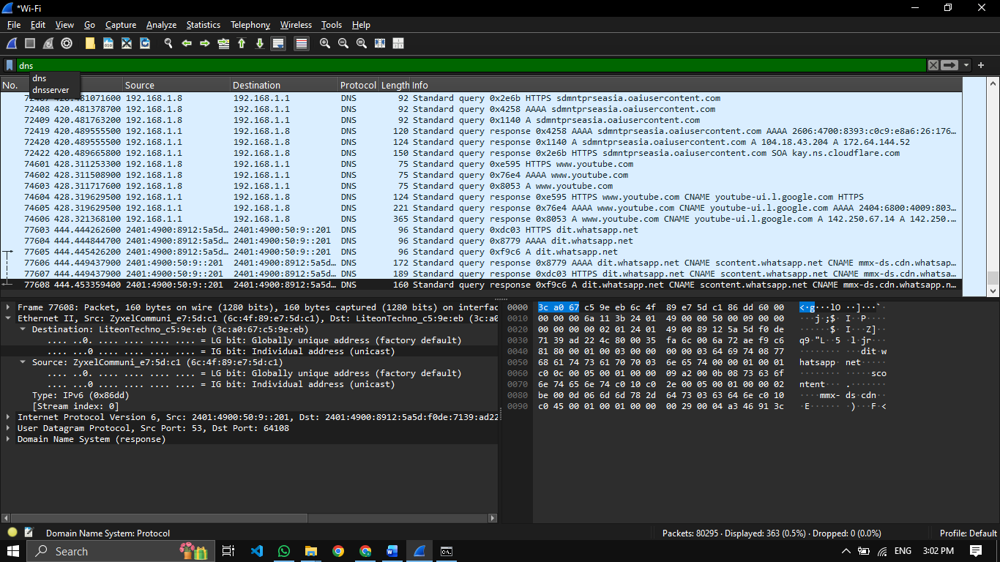 *Wi-Fi
File Edit View Go Capture Analyze Statistics Telephony Wireless Tools Help
dns
dns
dnsserver
No. Source Destination Protocol Length Info
72407 420.481071600 192.168.1.8 192.168.1.1 DNS 92 Standard query 0x2e6b HTTPS sdmntprseasia.oaiusercontent.com
72408 420.481378700 192.168.1.8 192.168.1.1 DNS 92 Standard query 0x4258 AAAA sdmntprseasia.oaiusercontent.com
72409 420.481763200 192.168.1.8 192.168.1.1 DNS 92 Standard query 0x1140 A sdmntprseasia.oaiusercontent.com
72419 420.489555500 192.168.1.1 192.168.1.8 DNS 120 Standard query response 0x4258 AAAA sdmntprseasia.oaiusercontent.com AAAA 2606:4700:8393:c0c9:e8a6:26:176…
72420 420.489555500 192.168.1.1 192.168.1.8 DNS 124 Standard query response 0x1140 A sdmntprseasia.oaiusercontent.com A 104.18.43.204 A 172.64.144.52
72422 420.489665800 192.168.1.1 192.168.1.8 DNS 150 Standard query response 0x2e6b HTTPS sdmntprseasia.oaiusercontent.com SOA kay.ns.cloudflare.com
74601 428.311253300 192.168.1.8 192.168.1.1 DNS 75 Standard query 0xe595 HTTPS www.youtube.com
74602 428.311508900 192.168.1.8 192.168.1.1 DNS 75 Standard query 0x76e4 AAAA www.youtube.com
74603 428.311717600 192.168.1.8 192.168.1.1 DNS 75 Standard query 0x8053 A www.youtube.com
74604 428.319629500 192.168.1.1 192.168.1.8 DNS 124 Standard query response 0xe595 HTTPS www.youtube.com CNAME youtube-ui.l.google.com HTTPS
74605 428.319629500 192.168.1.1 192.168.1.8 DNS 221 Standard query response 0x76e4 AAAA www.youtube.com CNAME youtube-ui.l.google.com AAAA 2404:6800:4009:803…
74606 428.321368100 192.168.1.1 192.168.1.8 DNS 365 Standard query response 0x8053 A www.youtube.com CNAME youtube-ui.l.google.com A 142.250.67.14 A 142.250.…
77603 444.444262600 2401:4900:8912:5a5d… 2401:4900:50:9::201 DNS 96 Standard query 0xdc03 HTTPS dit.whatsapp.net
77604 444.444844700 2401:4900:8912:5a5d… 2401:4900:50:9::201 DNS 96 Standard query 0x8779 AAAA dit.whatsapp.net
77605 444.445426200 2401:4900:8912:5a5d… 2401:4900:50:9::201 DNS 96 Standard query 0xf9c6 A dit.whatsapp.net
77606 444.449437900 2401:4900:50:9::201 2401:4900:8912:5a5d… DNS 172 Standard query response 0x8779 AAAA dit.whatsapp.net CNAME scontent.whatsapp.net CNAME mmx-ds.cdn.whatsap…
77607 444.449437900 2401:4900:50:9::201 2401:4900:8912:5a5d… DNS 189 Standard query response 0xdc03 HTTPS dit.whatsapp.net CNAME scontent.whatsapp.net CNAME mmx-ds.cdn.whatsa…
77608 444.453359400 2401:4900:50:9::201 2401:4900:8912:5a5d… DNS 160 Standard query response 0xf9c6 A dit.whatsapp.net CNAME scontent.whatsapp.net CNAME mmx-ds.cdn.whatsapp.n…
Frame 77608: Packet, 160 bytes on wire (1280 bits), 160 bytes captured (1280 bits) on interfac
Ethernet II, Src: ZyxelCommuni_e7:5d:c1 (6c:4f:89:e7:5d:c1), Dst: LiteonTechno_c5:9e:eb (3c:a0
Destination: LiteonTechno_c5:9e:eb (3c:a0:67:c5:9e:eb)
.... ..0. .... .... .... .... = LG bit: Globally unique address (factory default)
.... ...0 .... .... .... .... = IG bit: Individual address (unicast)
Source: ZyxelCommuni_e7:5d:c1 (6c:4f:89:e7:5d:c1)
.... ..0. .... .... .... .... = LG bit: Globally unique address (factory default)
.... ...0 .... .... .... .... = IG bit: Individual address (unicast)
Type: IPv6 (0x86dd)
[Stream index: 0]
Internet Protocol Version 6, Src: 2401:4900:50:9::201, Dst: 2401:4900:8912:5a5d:f0de:7139:ad22
User Datagram Protocol, Src Port: 53, Dst Port: 64108
Domain Name System (response)
0000 3c a0 67 c5 9e eb 6c 4f 89 e7 5d c1 86 dd 60 00 <·g···lO ··]···`·
0010 00 00 00 6a 11 3b 24 01 49 00 00 50 00 09 00 00 ···j·;$· I··P····
0020 00 00 00 00 02 01 24 01 49 00 89 12 5a 5d f0 de ······$· I···Z]··
0030 71 39 ad 22 4c 80 00 35 fa 6c 00 6a 72 ae f9 c6 q9·"L··5 ·l·jr···
0040 81 80 00 01 00 03 00 00 00 00 03 64 69 74 08 77 ········ ···dit·w
0050 68 61 74 73 61 70 70 03 6e 65 74 00 00 01 00 01 hatsapp· net·····
0060 c0 0c 00 05 00 01 00 00 09 a2 00 0b 08 73 63 6f ········ ·····sco
0070 6e 74 65 6e 74 c0 10 c0 2e 00 05 00 01 00 00 02 ntent··· .·······
0080 be 00 0d 06 6d 6d 78 2d 64 73 03 63 64 6e c0 10 ····mmx- ds·cdn··
0090 c0 45 00 01 00 01 00 00 00 29 00 04 a3 46 91 3c ·E······ ·)···F·<
Domain Name System: Protocol
Packets: 80295 · Displayed: 363 (0.5%) · Dropped: 0 (0.0%)
Profile: Default
Search
ENG
3:02 PM